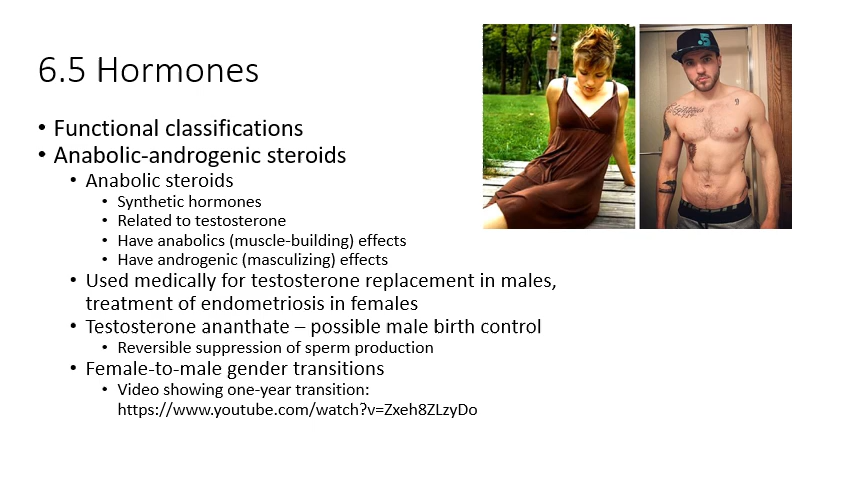 6.5 Hormones
• Functional classifications
• Anabolic-androgenic steroids
• Anabolic steroids
• Synthetic hormones
• Related to testosterone
• Have anabolics (muscle-building) effects
• Have androgenic (masculizing) effects
• Used medically for testosterone replacement in males,
treatment of endometriosis in females
• Testosterone ananthate – possible male birth control
• Reversible suppression of sperm production
• Female-to-male gender transitions
• Video showing one-year transition:
https://www.youtube.com/watch?v=Zxeh8ZLzyDo